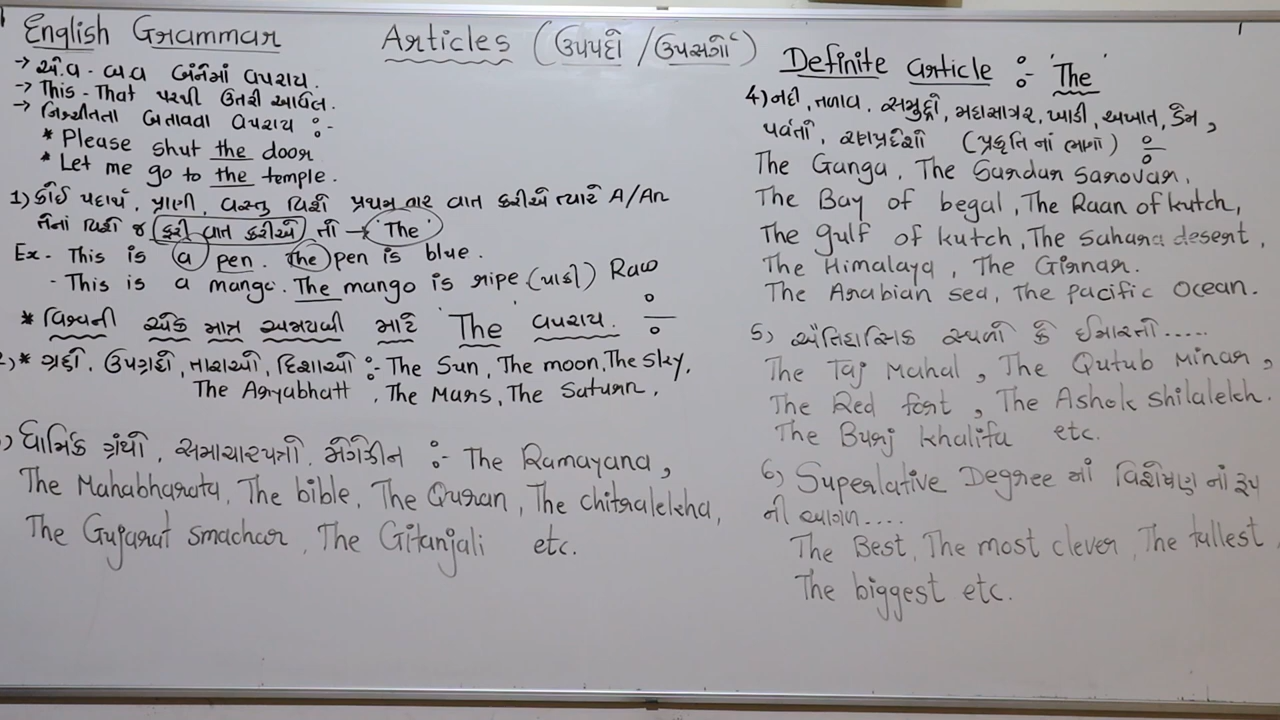 English Grammar
Articles (ઉપપદો / ઉપસર્ગો)
→ એ.વ - બ.વ બંનેમાં વપરાય.
→ This - That પરથી ઉતરી આવેલ.
→ નિશ્ચીતતા બતાવવા વપરાય :-
* Please shut the door
* Let me go to the temple.
1) કોઈ પદાર્થ, પ્રાણી, વસ્તુ વિશે પ્રથમ વાર વાત કરીએ ત્યારે A/An
તેનાં વિશે જ ફરી વાત કરીએ તો → 'The'
Ex - This is a pen. The pen is blue.
- This is a mango. The mango is ripe (પાકી) Raw
* વિશ્વની એક માત્ર અજાયબી માટે 'The' વપરાય. :-
2) * ગ્રહો, ઉપગ્રહો, તારાઓ, દિશાઓ :- The Sun, The moon, The sky,
The Aryabhatt, The Mars, The Saturn,
) ધાર્મિક ગ્રંથો, સમાચારપત્રો, મેગેઝીન :- The Ramayana,
The Mahabharata, The bible, The Quran, The chitralekha,
The Gujarat Smachar, The Gitanjali etc.
Definite article :- 'The'
4) નદી, તળાવ, સમુદ્રો, મહાસાગર, ખાડી, અખાત, ડેમ,
પર્વતો, રણપ્રદેશો (પ્રકૃતિ નાં ) :-
The Ganga, The Sardar Sarovar,
The Bay of begal, The Raan of kutch,
The gulf of kutch, The Sahara desert,
The Himalaya, The Girnar.
The Arabian sea, The pacific Ocean.
5) ઐતિહાસિક સ્થળો કે ઈમારતો.....
The Taj Mahal, The Qutub Minar,
The Red fort, The Ashok Shilalekh.
The Burj khalifa etc.
6) Superlative Degree માં વિશેષણ નાં રૂપ
ની આગળ....
The Best, The most clever, The tallest
The biggest etc.